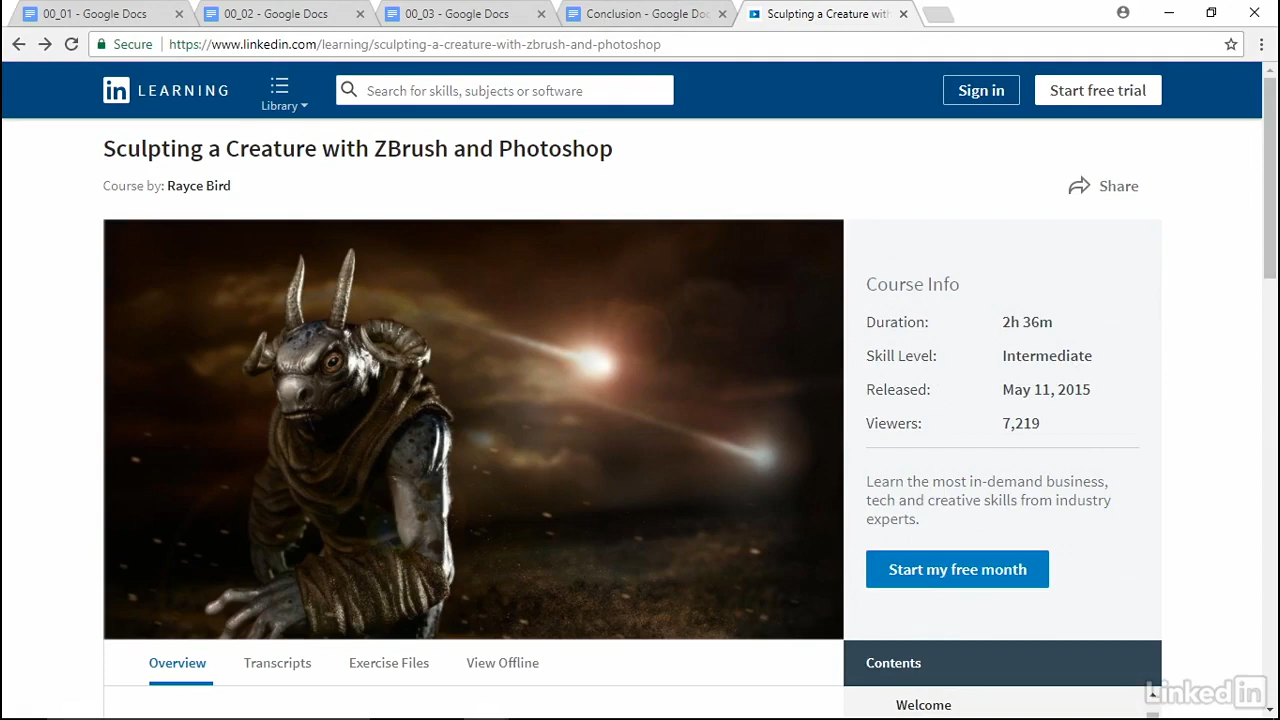 00_01 - Google Docs
00_02 - Google Docs
00_03 - Google Docs
Conclusion - Google Doc
Sculpting a Creature with
Secure
https://www.linkedin.com/learning/sculpting-a-creature-with-zbrush-and-photoshop
in LEARNING
Library
Search for skills, subjects or software
Sign in
Start free trial
Sculpting a Creature with ZBrush and Photoshop
Course by: Rayce Bird
Share
Course Info
Duration: 2h 36m
Skill Level: Intermediate
Released: May 11, 2015
Viewers: 7,219
Learn the most in-demand business,
tech and creative skills from industry
experts.
Start my free month
Overview
Transcripts
Exercise Files
View Offline
Contents
Welcome
LinkedIn